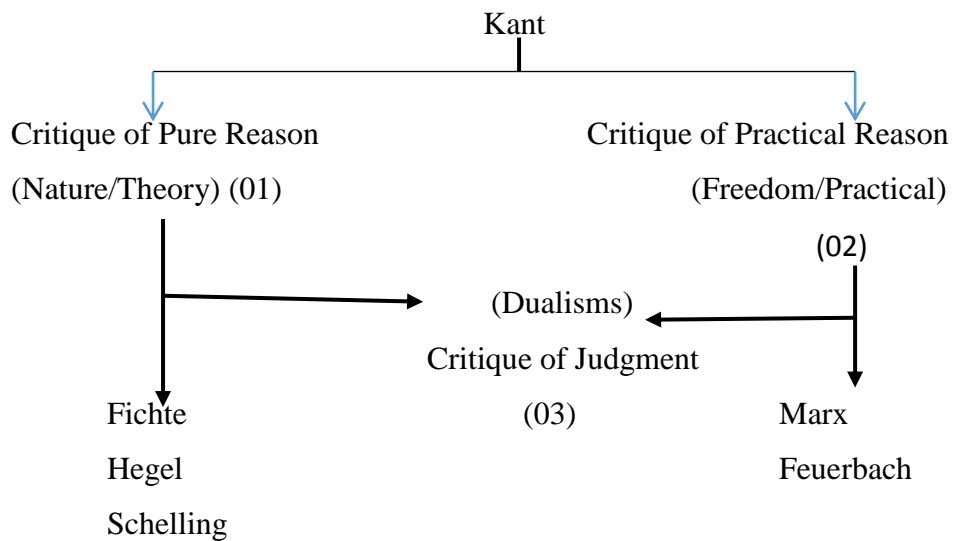 Kant
Critique of Pure Reason
(Nature/Theory) (01)
Critique of Practical Reason
(Freedom/Practical)
(02)
(Dualisms)
Critique of Judgment
(03)
Fichte
Hegel
Schelling
Marx
Feuerbach